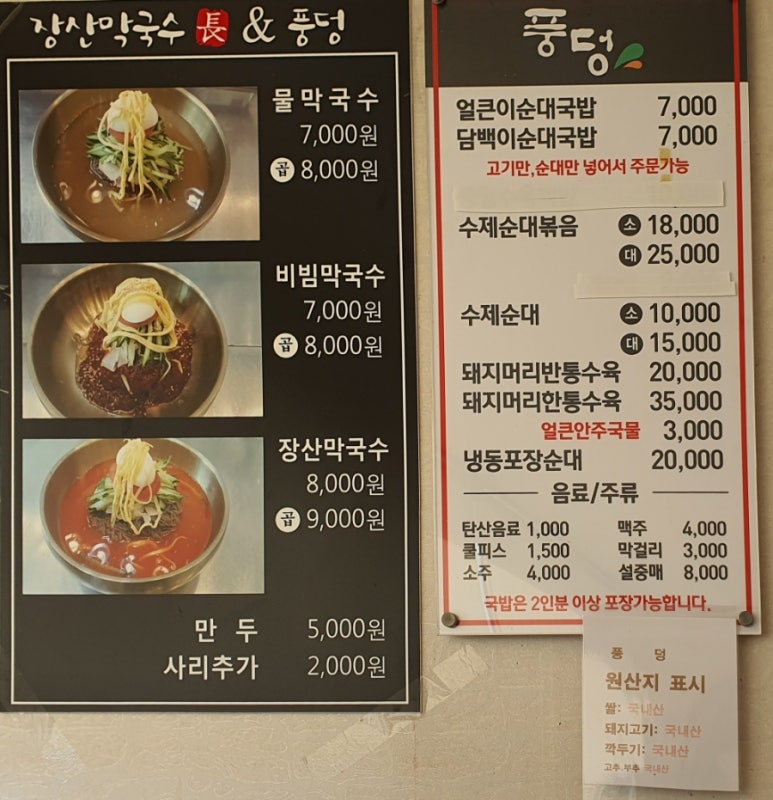 장산막국수 長 & 풍덩
물막국수
7,000원
곱 8,000원
비빔막국수
7,000원
곱 8,000원
장산막국수
8,000원
곱 9,000원
만 두 5,000원
사리추가 2,000원
풍덩
얼큰이순대국밥 7,000
담백이순대국밥 7,000
고기만,순대만 넣어서 주문가능
수제순대볶음 소 18,000
대 25,000
수제순대 소 10,000
대 15,000
돼지머리반통수육 20,000
돼지머리한통수육 35,000
얼큰안주국물 3,000
냉동포장순대 20,000
음료/주류
탄산음료 1,000 맥주 4,000
쿨피스 1,500 막걸리 3,000
소주 4,000 설중매 8,000
국밥은 2인분 이상 포장가능합니다.
풍 덩
원산지 표시
쌀: 국내산
돼지고기: 국내산
깍두기: 국내산
고추.부추 국내산